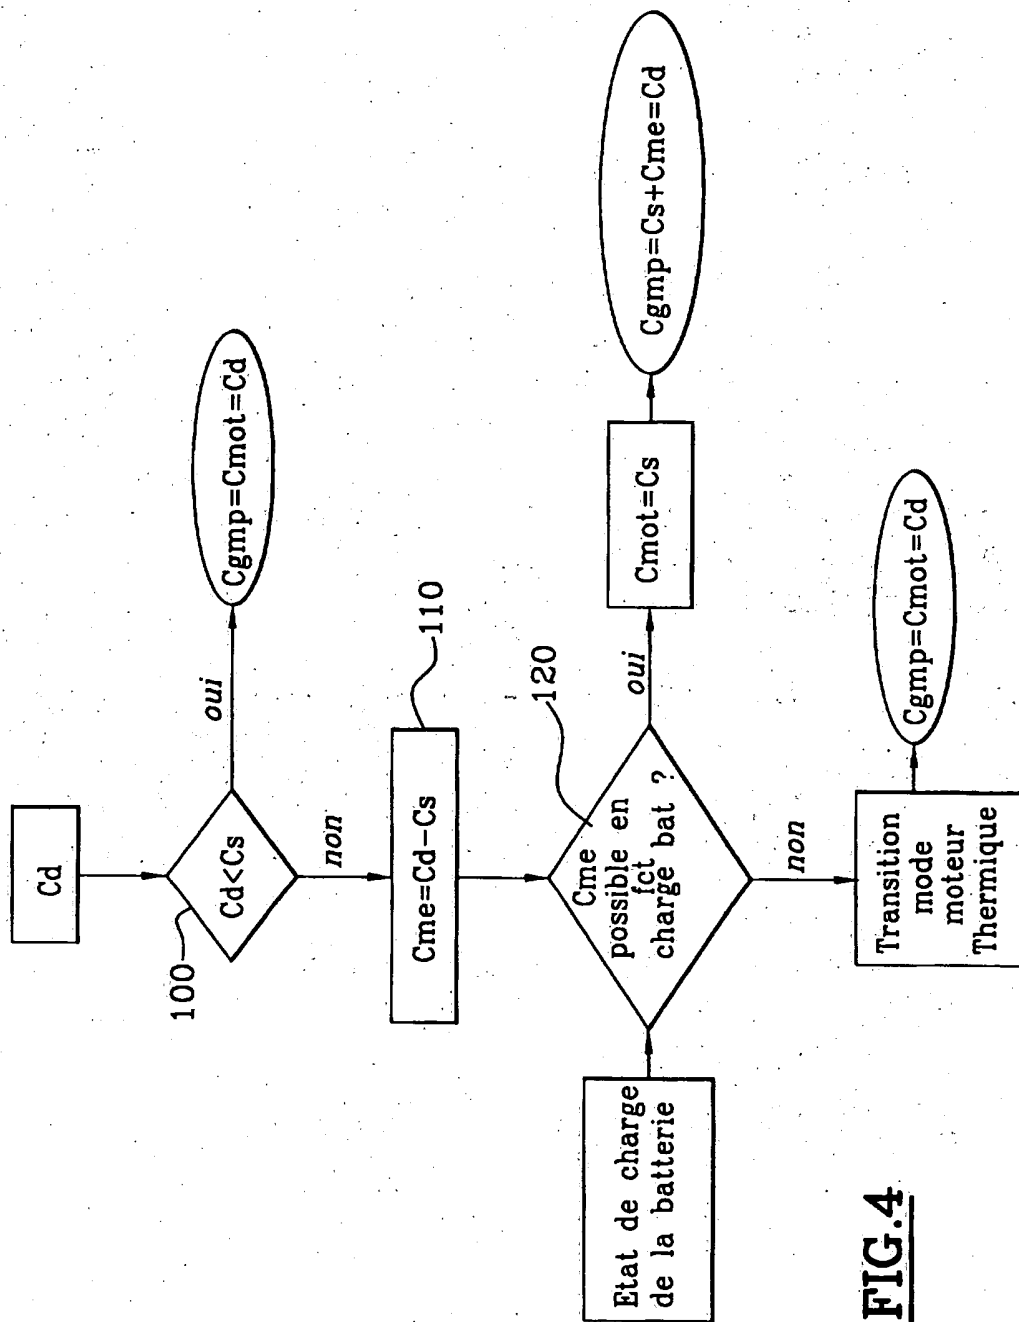 Cd
100
Cd<Cs
oui
Cgmp=Cmot=Cd
non
110
Cme=Cd-Cs
120
Etat de charge
de la batterie
Cme
possible en
fct
charge bat ?
oui
Cmot=Cs
Cgmp=Cs+Cme=Cd
non
Transition
mode
moteur
Thermique
Cgmp=Cmot=Cd
FIG.4